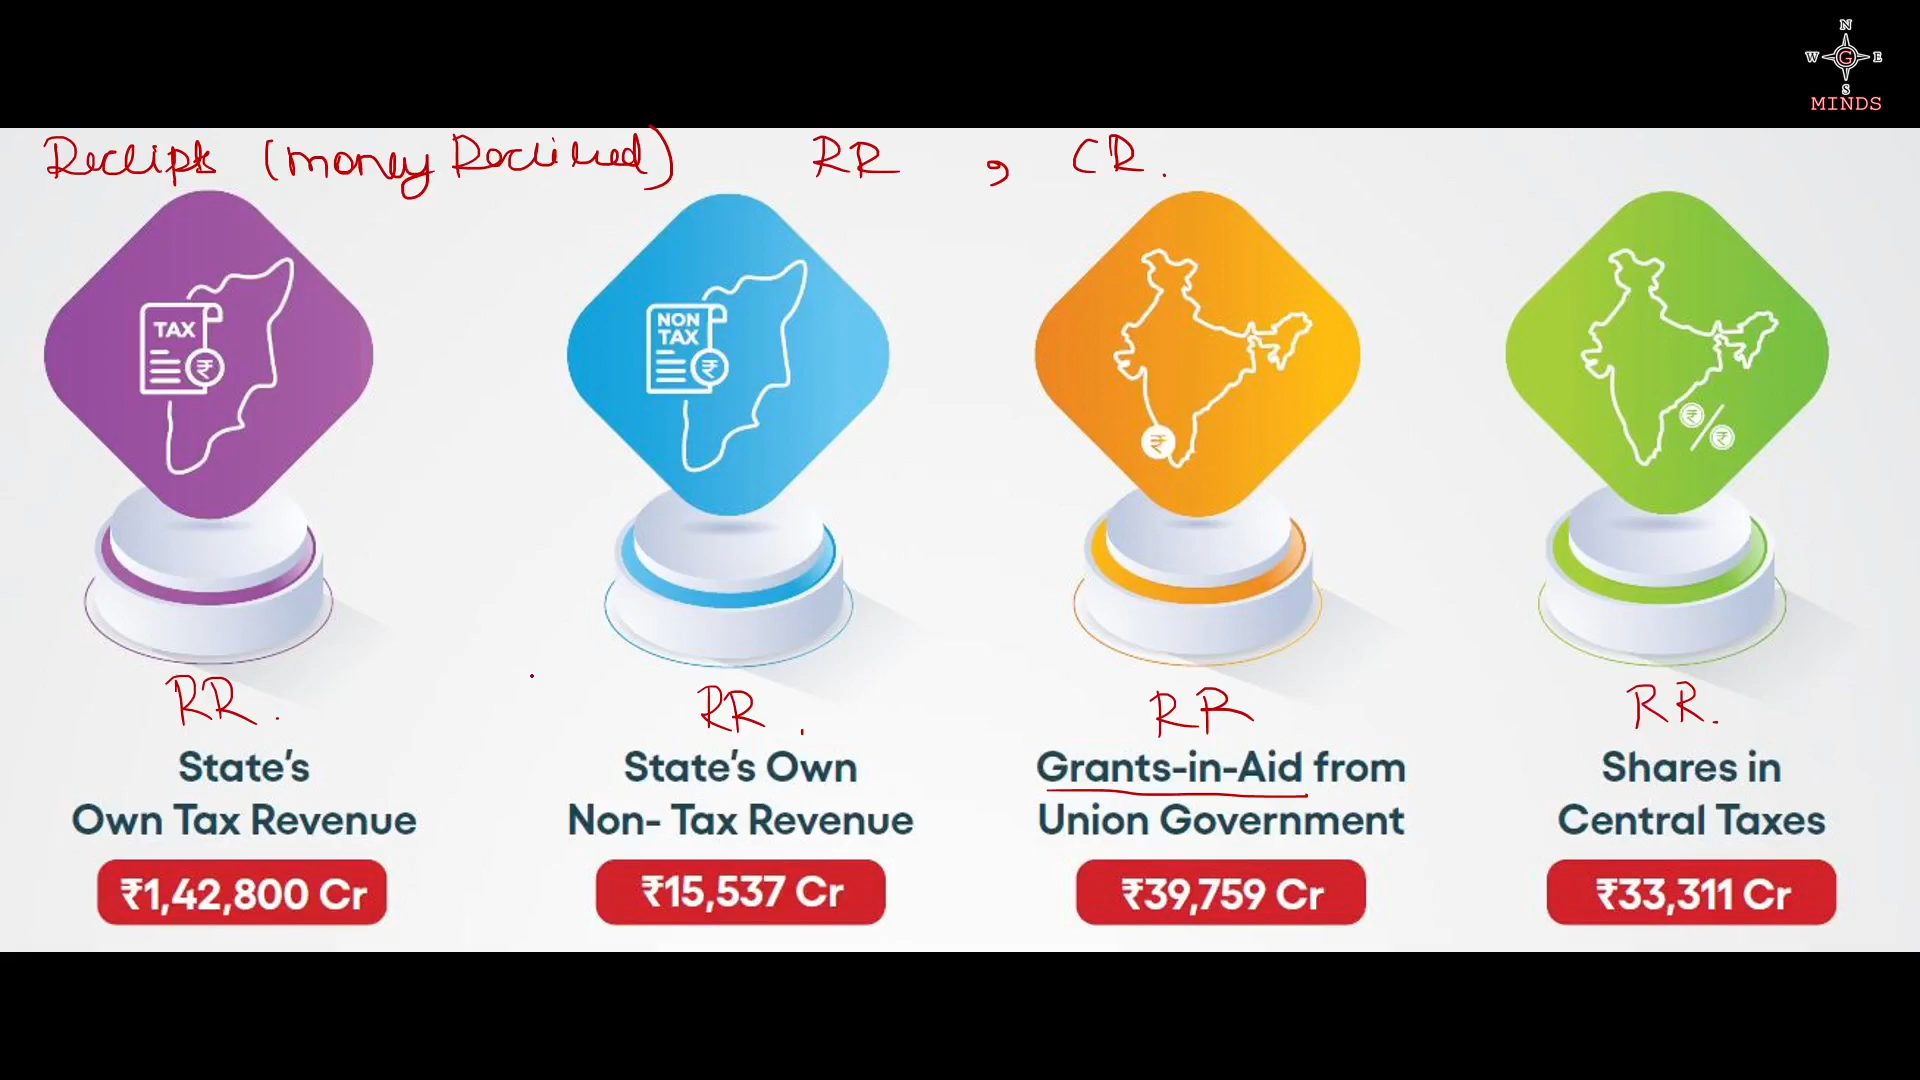 N
W G E
S
MINDS
Receipts (money Received) RR , CR.
TAX
₹
NON
TAX
₹
₹
₹/₹
RR.
RR.
RR
RR.
State's
Own Tax Revenue
₹1,42,800 Cr
State's Own
Non- Tax Revenue
₹15,537 Cr
Grants-in-Aid from
Union Government
₹39,759 Cr
Shares in
Central Taxes
₹33,311 Cr